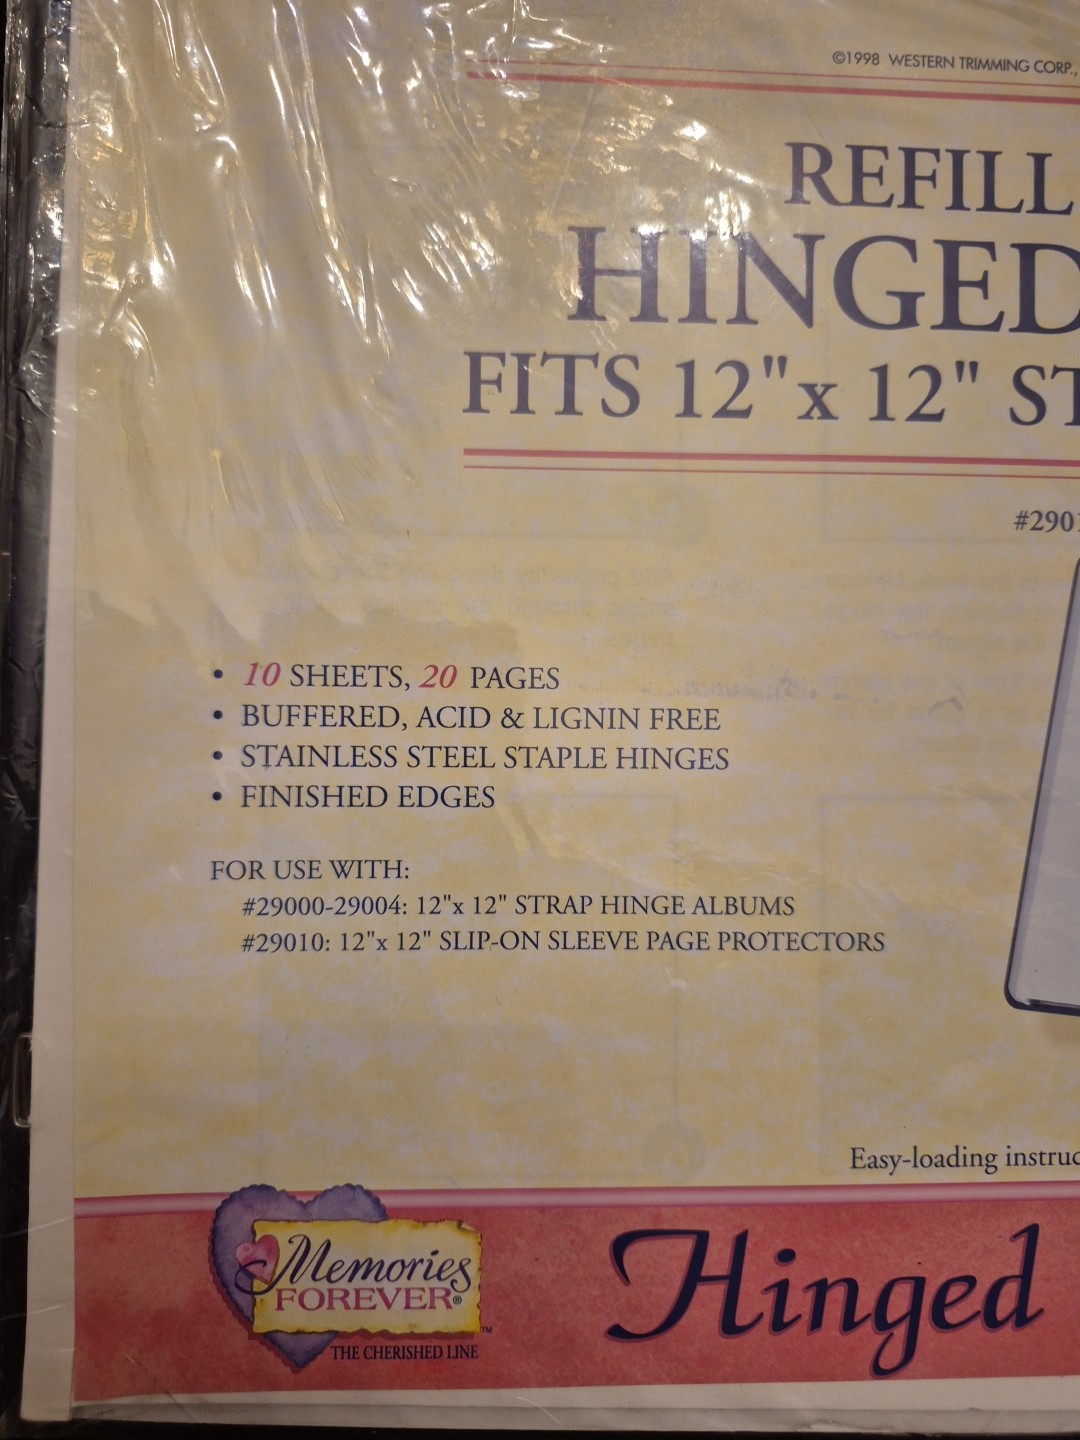 ©1998 WESTERN TRIMMING CORP.,
REFILL
HINGED
FITS 12"x 12" ST
#290
• 10 SHEETS, 20 PAGES
• BUFFERED, ACID & LIGNIN FREE
• STAINLESS STEEL STAPLE HINGES
• FINISHED EDGES
FOR USE WITH:
#29000-29004: 12"x 12" STRAP HINGE ALBUMS
#29010: 12"x 12" SLIP-ON SLEEVE PAGE PROTECTORS
Easy-loading instruc
Memories
FOREVER®
™
THE CHERISHED LINE
Hinged